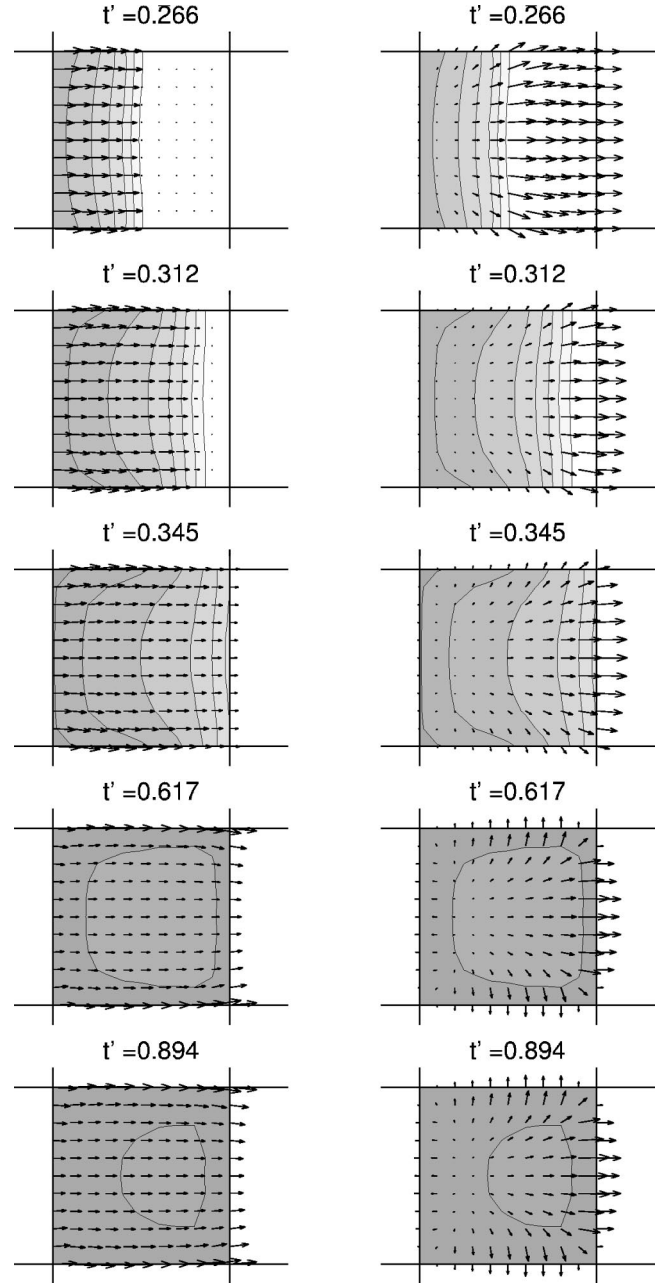 t' =0.266 t' =0.266
t' =0.312 t' =0.312
t' =0.345 t' =0.345
t' =0.617 t' =0.617
t' =0.894 t' =0.894